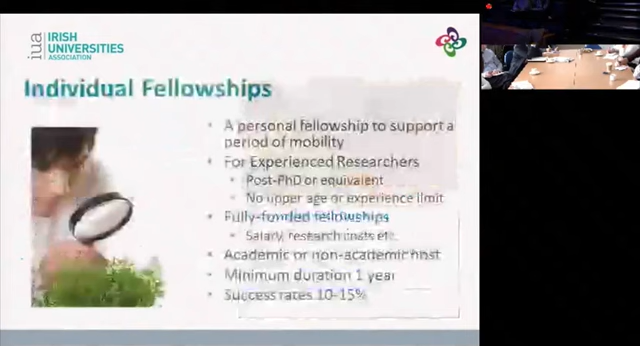 iua
IRISH
UNIVERSITIES
ASSOCIATION
Individual Fellowships
• A personal fellowship to support a
period of mobility
• For Experienced Researchers
• Post-PhD or equivalent
• No upper age or experience limit
• Fully-funded fellowships
• Salary, research costs etc.
• Academic or non-academic host
• Minimum duration 1 year
• Success rates 10-15%